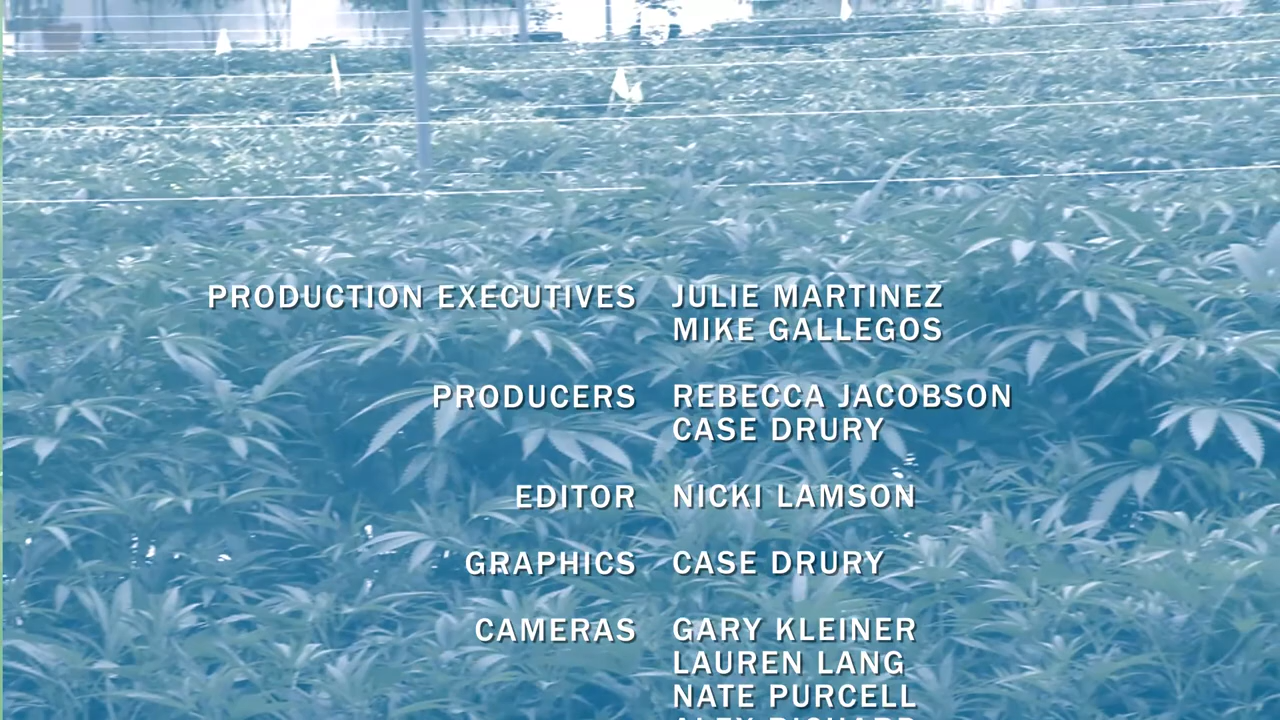 PRODUCTION EXECUTIVES JULIE MARTINEZ
MIKE GALLEGOS
PRODUCERS REBECCA JACOBSON
CASE DRURY
EDITOR NICKI LAMSON
GRAPHICS CASE DRURY
CAMERAS GARY KLEINER
LAUREN LANG
NATE PURCELL